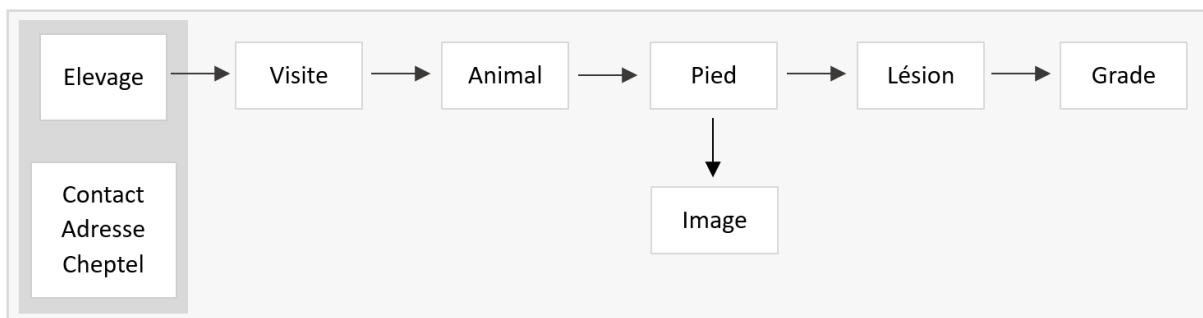 Elevage
Visite
Animal
Pied
Lésion
Grade
Contact
Adresse
Cheptel
Image